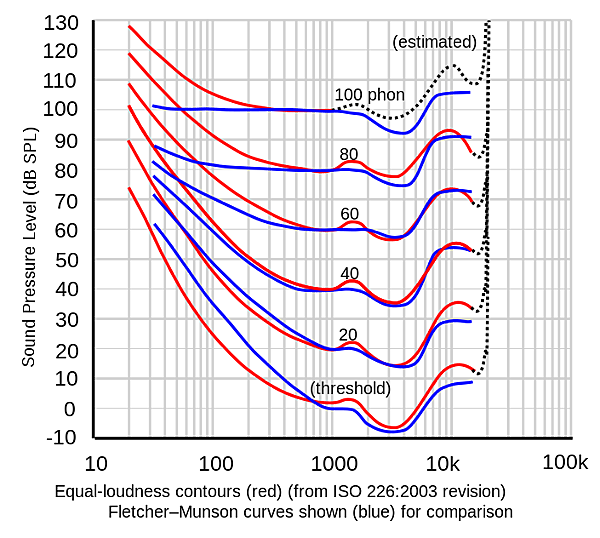 130
120
110
100
90
80
70
60
50
40
30
20
10
0
-10
Sound Pressure Level (dB SPL)
(estimated)
100 phon
80
60
40
20
(threshold)
10
100
1000
10k
100k
Equal-loudness contours (red) (from ISO 226:2003 revision)
Fletcher–Munson curves shown (blue) for comparison